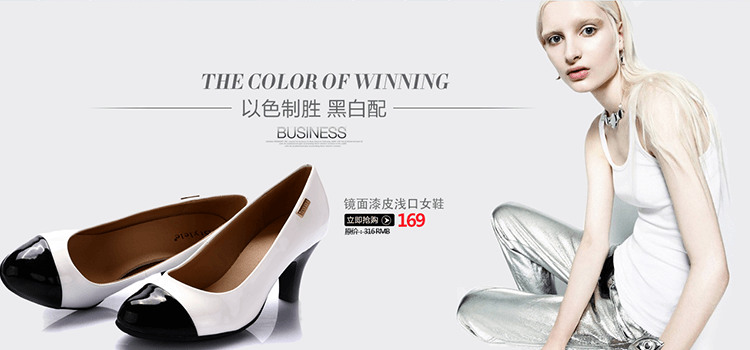 THE COLOR OF WINNING
以色制胜 黑白配
BUSINESS
镜面漆皮浅口女鞋
立即抢购 169
原价：316 RMB